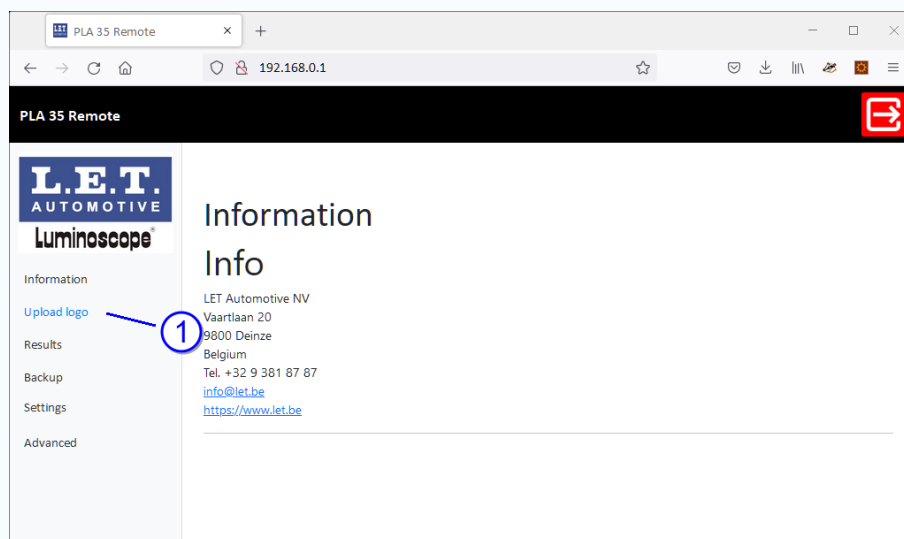 PLA 35 Remote
192.168.0.1
PLA 35 Remote
L.E.T.
AUTOMOTIVE
Luminoscope®
Information
Upload logo
Results
Backup
Settings
Advanced
1
Information
Info
LET Automotive NV
Vaartlaan 20
9800 Deinze
Belgium
Tel. +32 9 381 87 87
info@let.be
https://www.let.be